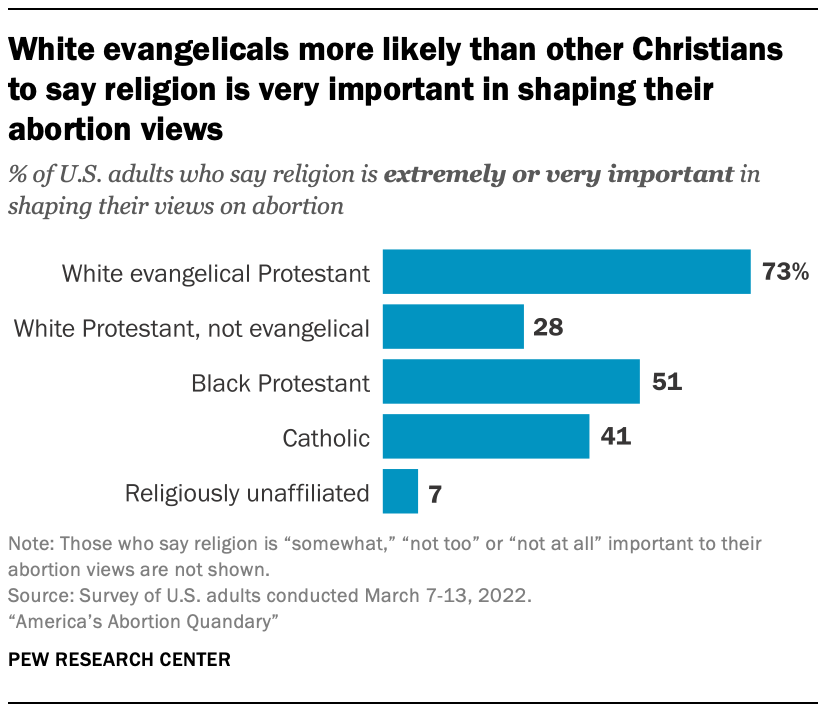 White evangelicals more likely than other Christians
to say religion is very important in shaping their
abortion views
% of U.S. adults who say religion is extremely or very important in
shaping their views on abortion
White evangelical Protestant 73%
White Protestant, not evangelical 28
Black Protestant 51
Catholic 41
Religiously unaffiliated 7
Note: Those who say religion is “somewhat,” “not too” or “not at all” important to their
abortion views are not shown.
Source: Survey of U.S. adults conducted March 7-13, 2022.
“America’s Abortion Quandary”
PEW RESEARCH CENTER